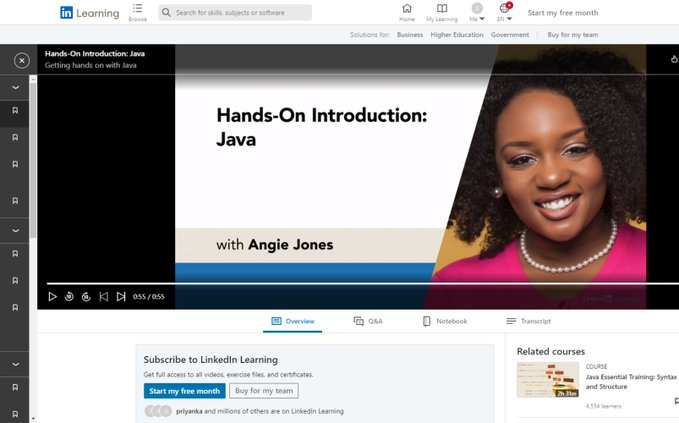 in Learning
Browse
Search for skills, subjects or software
Home
My Learning
Me
EN
Start my free month
Solutions for:
Business
Higher Education
Government
Buy for my team
Hands-On Introduction: Java
Getting hands on with Java
Hands-On Introduction:
Java
with Angie Jones
LinkedIn Learning
0:55 / 0:55
Overview
Q&A
Notebook
Transcript
Subscribe to LinkedIn Learning
Get full access to all videos, exercise files, and certificates.
Start my free month
Buy for my team
priyanka and millions of others are on LinkedIn Learning
Related courses
2h 31m
COURSE
Java Essential Training: Syntax
and Structure
4,554 learners